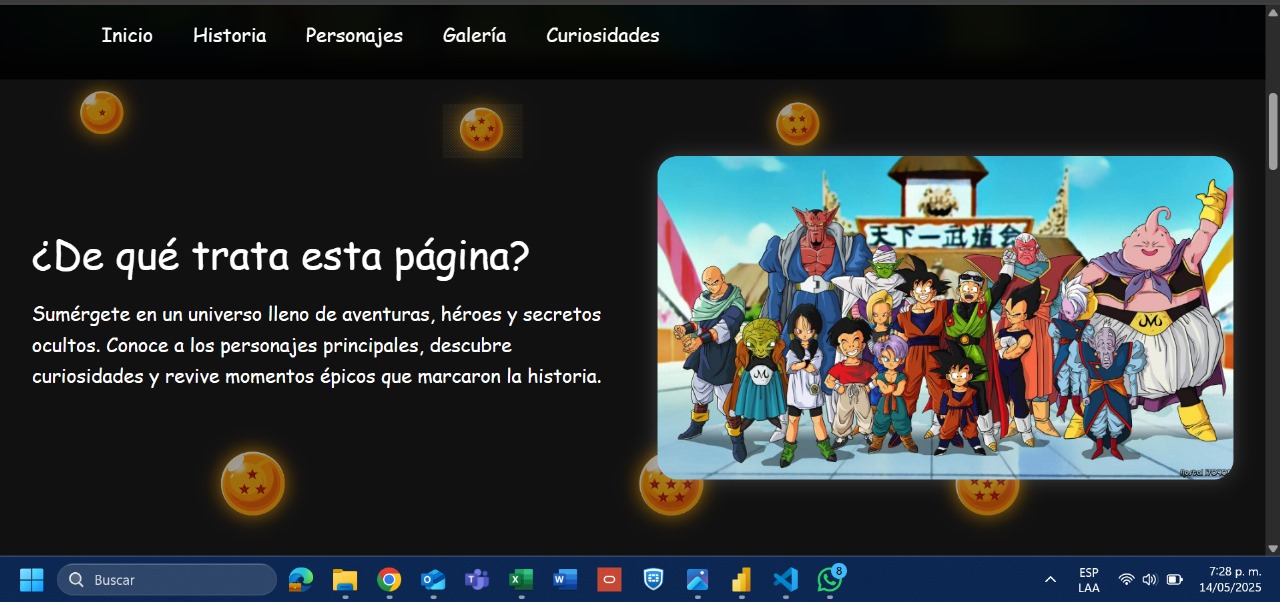 Inicio Historia Personajes Galería Curiosidades
天下一武道会
¿De qué trata esta página?
Sumérgete en un universo lleno de aventuras, héroes y secretos
ocultos. Conoce a los personajes principales, descubre
curiosidades y revive momentos épicos que marcaron la historia.
Buscar
8
ESP
LAA
7:28 p. m.
14/05/2025